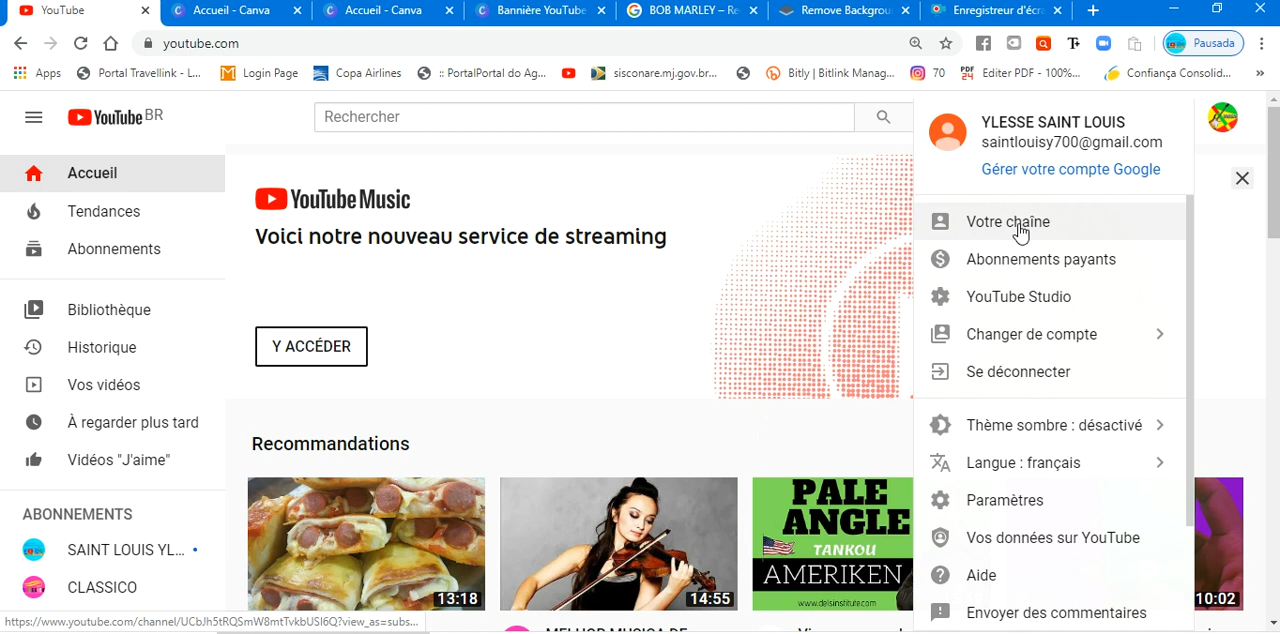 YouTube
Accueil - Canva
Accueil - Canva
Bannière YouTube
BOB MARLEY – Re
Remove Backgrou
Enregistreur d'écra
youtube.com
T+
Pausada
Apps
Portal Travellink - L...
Login Page
Copa Airlines
:: PortalPortal do Ag...
sisconare.mj.gov.br...
Bitly | Bitlink Manag...
70
PDF
24
Editer PDF - 100%...
Confiança Consolid...
»
YouTube BR
Rechercher
YLESSE SAINT LOUIS
saintlouisy700@gmail.com
Gérer votre compte Google
Accueil
Tendances
Abonnements
Bibliothèque
Historique
Vos vidéos
À regarder plus tard
Vidéos "J'aime"
ABONNEMENTS
SAINT LOUIS YL...
CLASSICO
YouTube Music
Voici notre nouveau service de streaming
Y ACCÉDER
Recommandations
13:18
14:55
PALE
ANGLE
TANKOU
AMERIKEN
www.delsinstitute.com
10:02
Votre chaîne
Abonnements payants
YouTube Studio
Changer de compte
Se déconnecter
Thème sombre : désactivé
Langue : français
Paramètres
Vos données sur YouTube
Aide
Envoyer des commentaires
https://www.youtube.com/channel/UCbJh5tRQSmW8mtTvkbUSI6Q?view_as=subs...